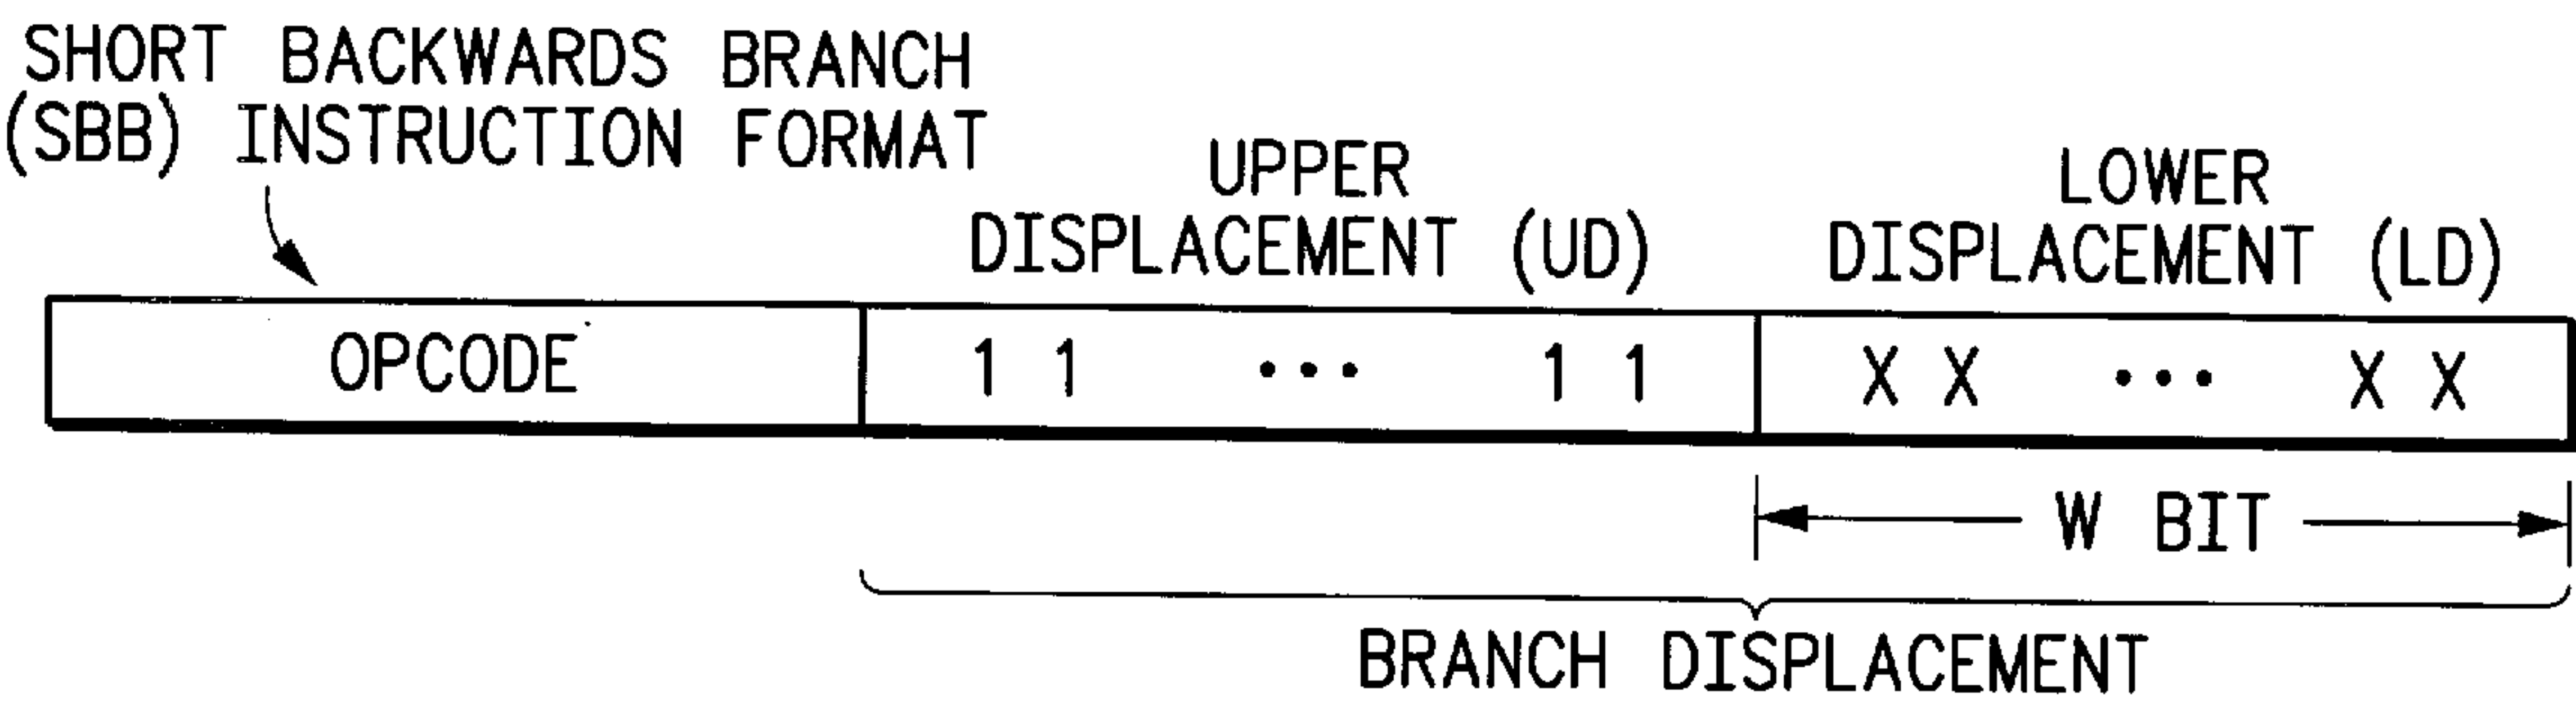 SHORT BACKWARDS BRANCH
(SBB) INSTRUCTION FORMAT
UPPER
DISPLACEMENT (UD)
LOWER
DISPLACEMENT (LD)
OPCODE
1 1 ••• 1 1
X X ••• X X
W BIT
BRANCH DISPLACEMENT